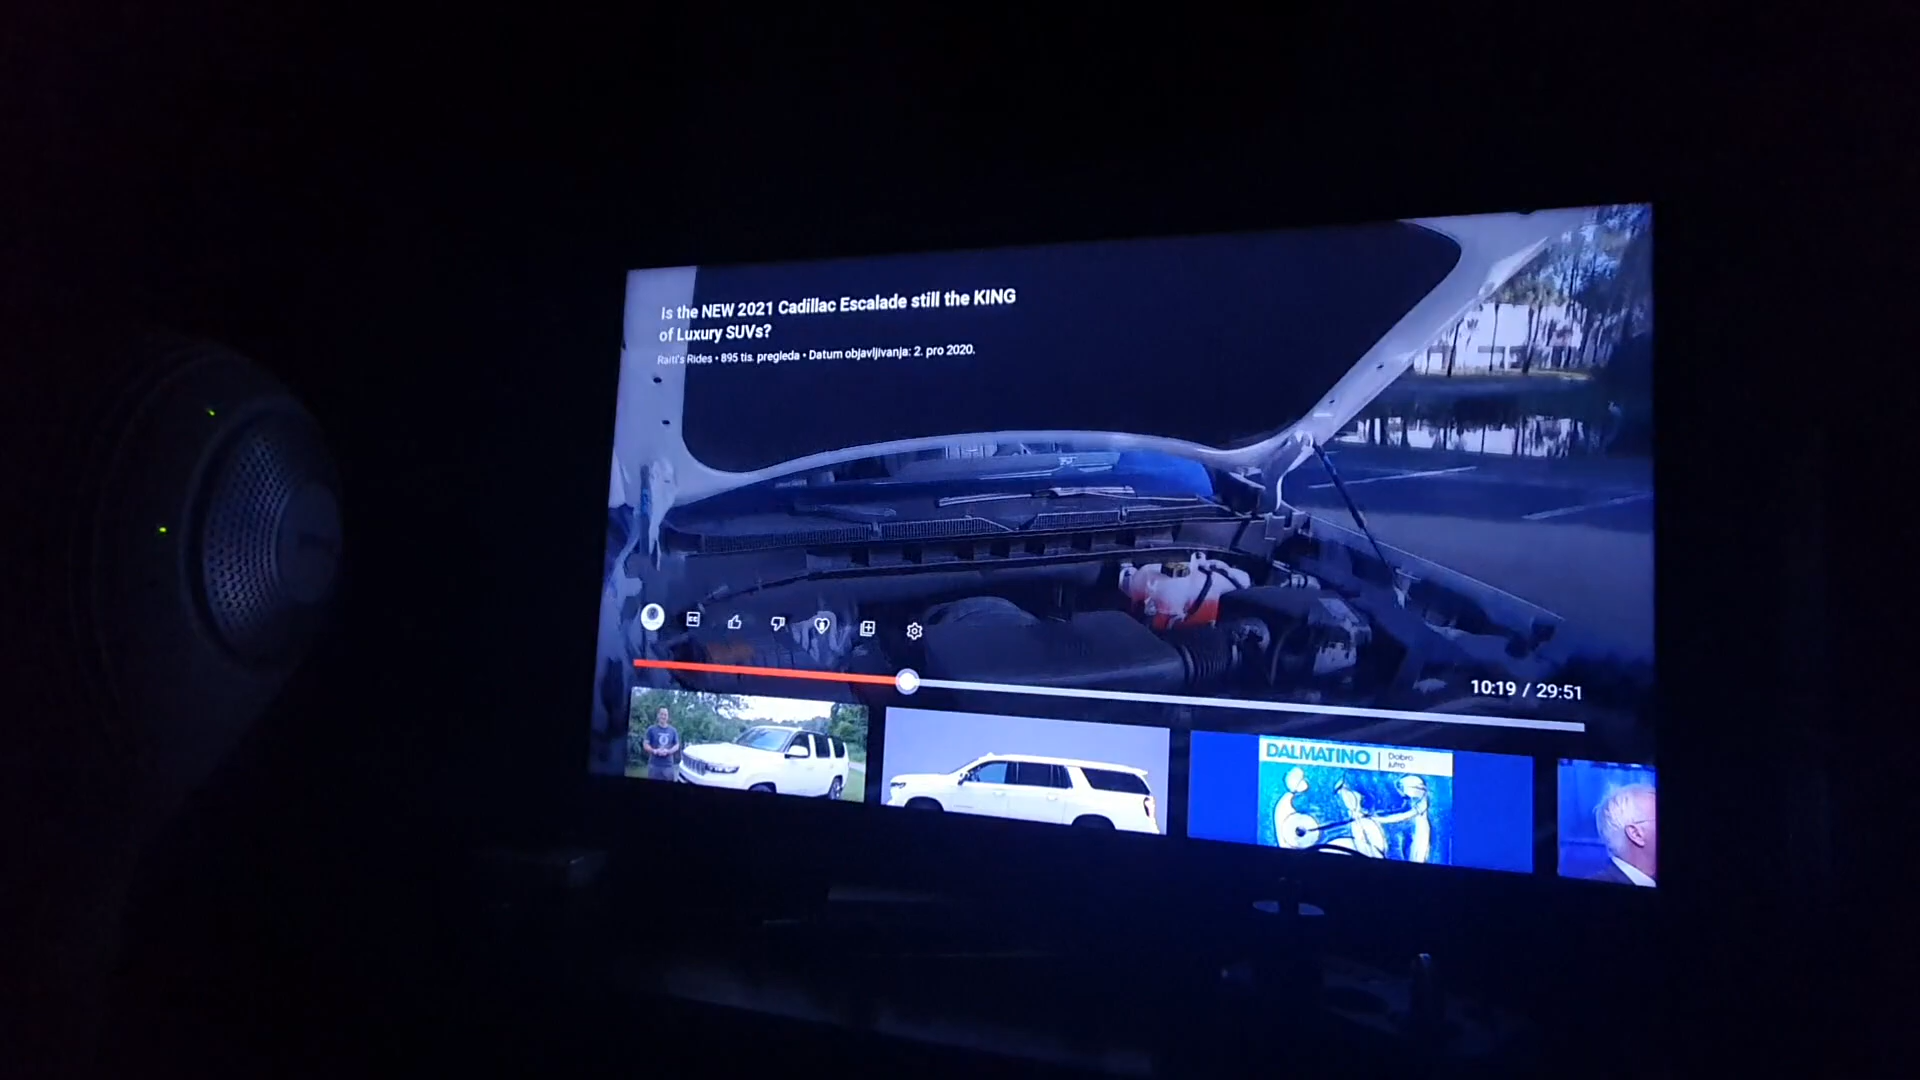 Is the NEW 2021 Cadillac Escalade still the KING
of Luxury SUVs?
Raiti's Rides • 895 tis. pregleda • Datum objavljivanja: 2. pro 2020.
CC
10:19 / 29:51
DALMATINO
Dobro
jutro